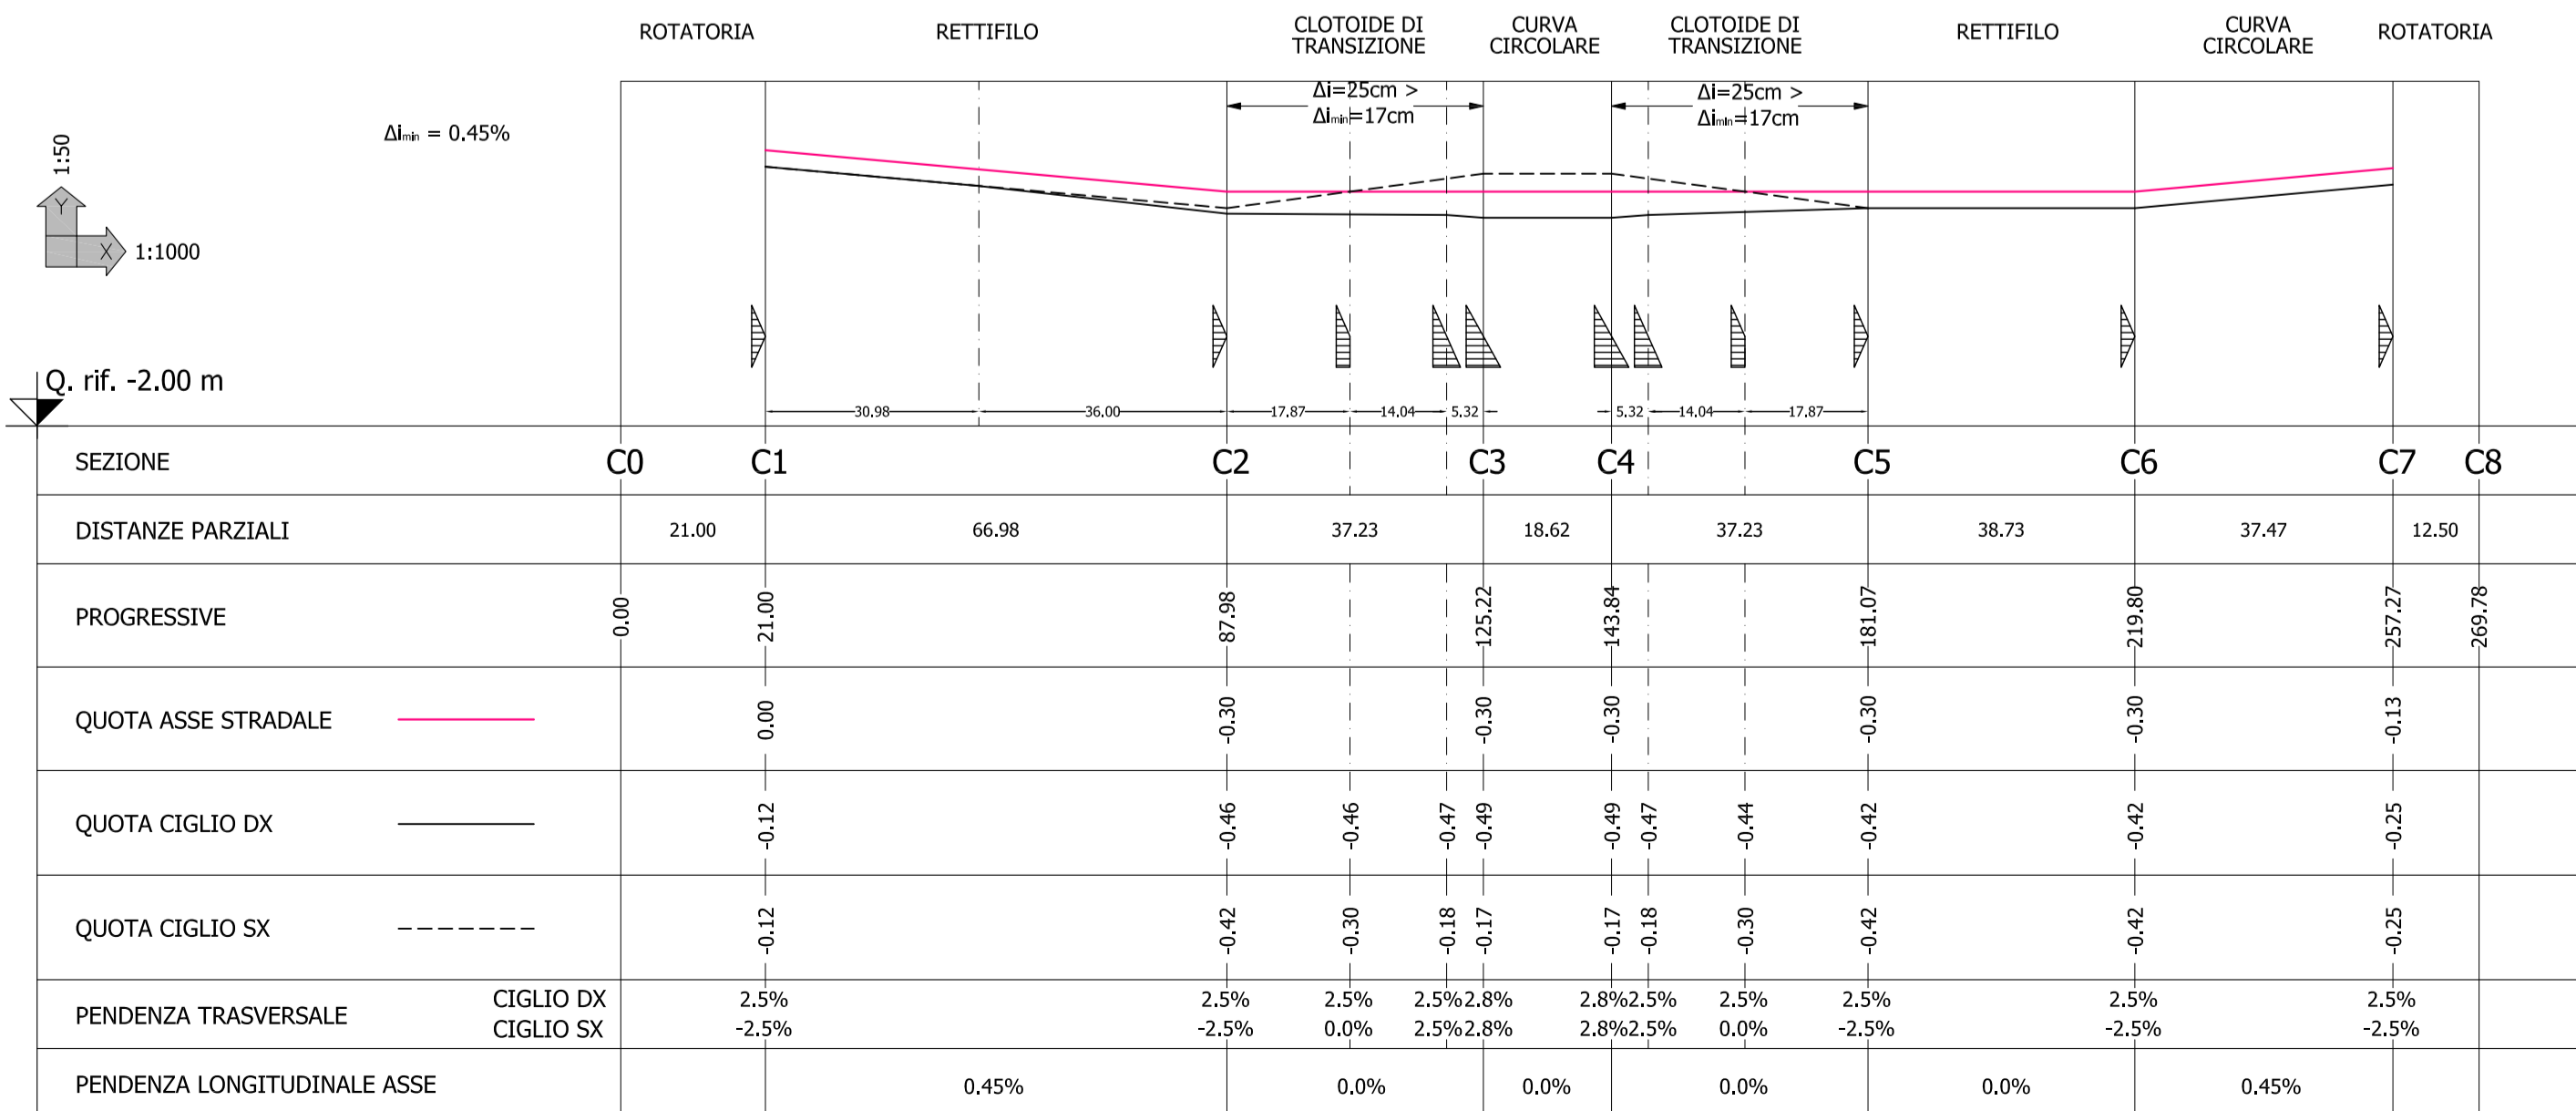 ROTATORIA RETTIFILO CLOTOIDE DI CURVA CLOTOIDE DI RETTIFILO CURVA ROTATORIA
TRANSIZIONE CIRCOLARE TRANSIZIONE CIRCOLARE
Δi=25cm > Δi=25cm >
Δimin=17cm Δimin=17cm
Δimin = 0.45%
1:50
Y
X 1:1000
Q. rif. -2.00 m
30.98 36.00 17.87 14.04 5.32 5.32 14.04 17.87
SEZIONE C0 C1 C2 C3 C4 C5 C6 C7 C8
DISTANZE PARZIALI 21.00 66.98 37.23 18.62 37.23 38.73 37.47 12.50
PROGRESSIVE 0.00 21.00 87.98 125.22 143.84 181.07 219.80 257.27 269.78
QUOTA ASSE STRADALE 0.00 -0.30 -0.30 -0.30 -0.30 -0.30 -0.13
QUOTA CIGLIO DX -0.12 -0.46 -0.46 -0.47 -0.49 -0.49 -0.47 -0.44 -0.42 -0.42 -0.25
QUOTA CIGLIO SX -0.12 -0.42 -0.30 -0.18 -0.17 -0.17 -0.18 -0.30 -0.42 -0.42 -0.25
PENDENZA TRASVERSALE
CIGLIO DX 2.5% 2.5% 2.5% 2.5% 2.8% 2.8% 2.5% 2.5% 2.5% 2.5% 2.5%
CIGLIO SX -2.5% -2.5% 0.0% 2.5% 2.8% 2.8% 2.5% 0.0% -2.5% -2.5% -2.5%
PENDENZA LONGITUDINALE ASSE 0.45% 0.0% 0.0% 0.0% 0.0% 0.45%